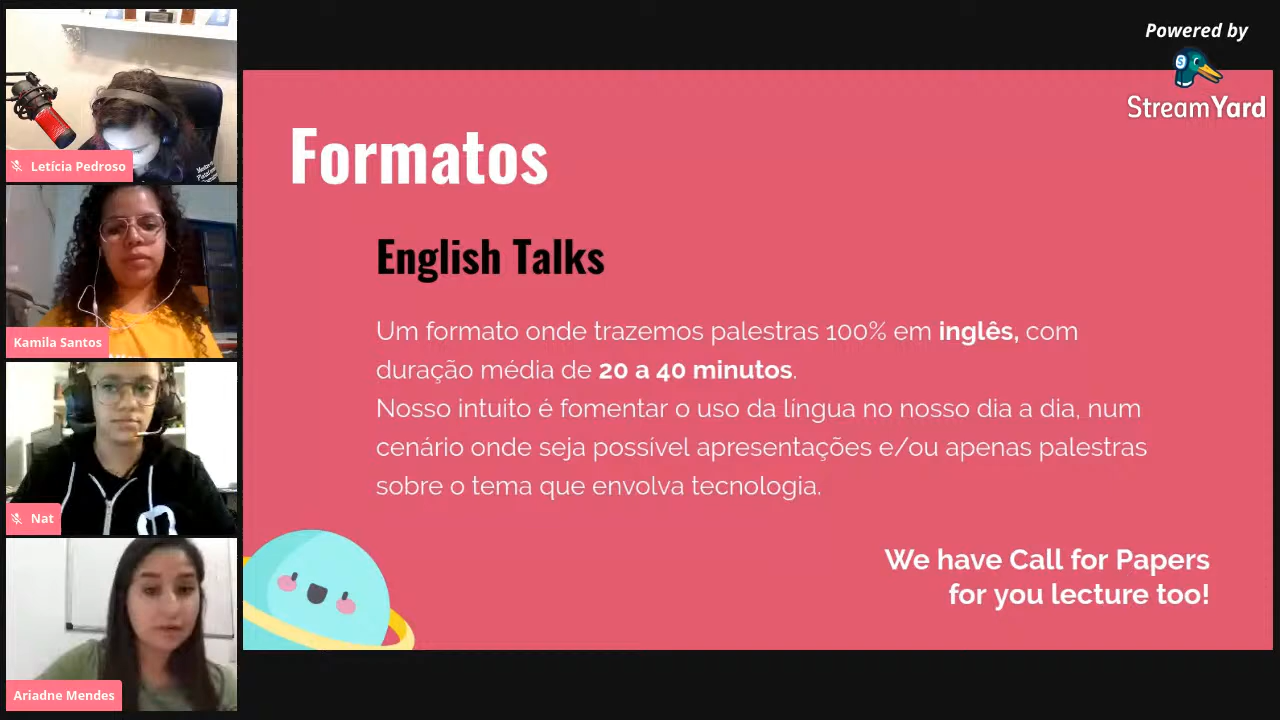 Powered by
StreamYard
Formatos
English Talks
Um formato onde trazemos palestras 100% em inglês, com
duração média de 20 a 40 minutos.
Nosso intuito é fomentar o uso da língua no nosso dia a dia, num
cenário onde seja possível apresentações e/ou apenas palestras
sobre o tema que envolva tecnologia.
We have Call for Papers
for you lecture too!
Letícia Pedroso
Kamila Santos
Nat
Ariadne Mendes